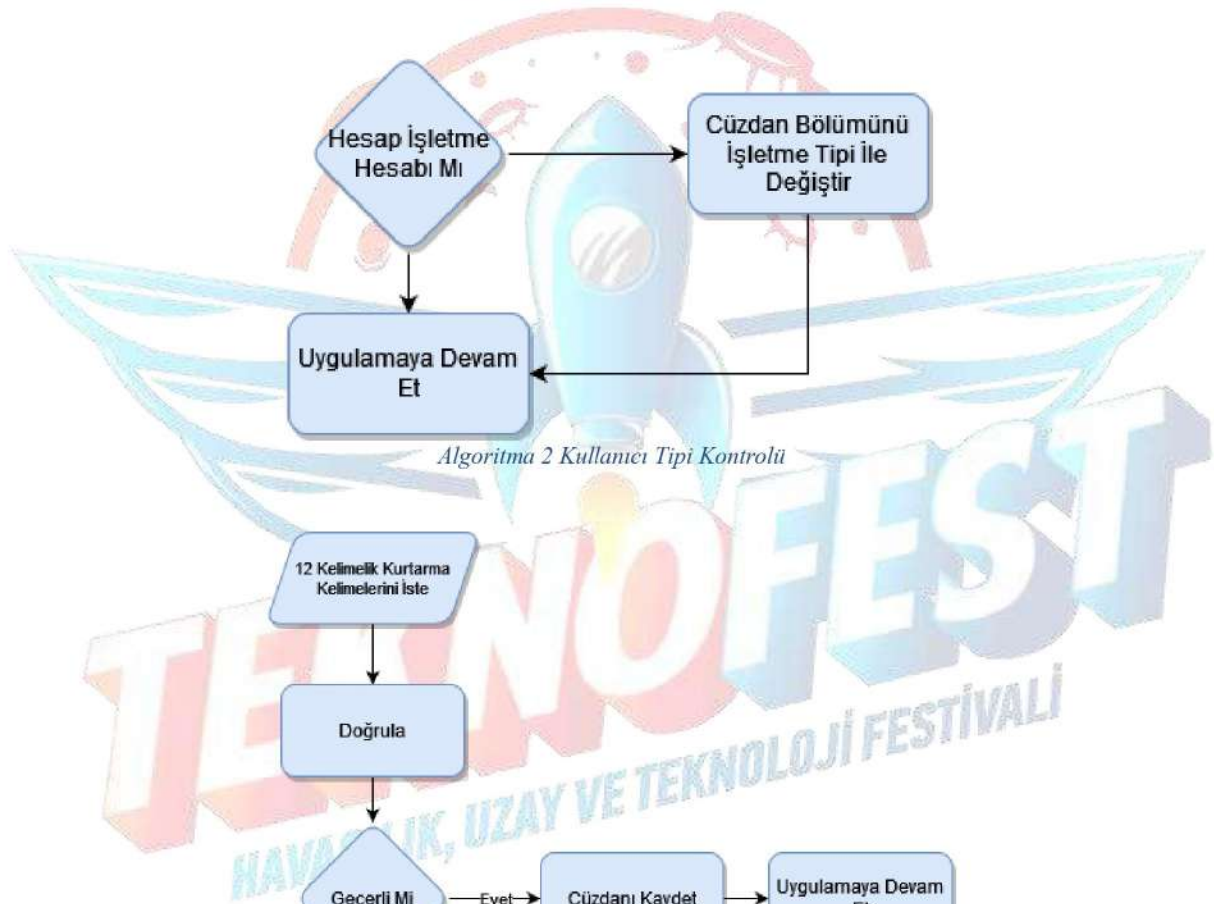 Hesap İşletme
Hesabı Mı
Cüzdan Bölümünü
İşletme Tipi İle
Değiştir
Uygulamaya Devam
Et
Algoritma 2 Kullanıcı Tipi Kontrolü
12 Kelimelik Kurtarma
Kelimelerini İste
Doğrula
Geçerli Mi
Evet
Cüzdanı Kaydet
Uygulamaya Devam
TEKNOFEST
UZAY VE TEKNOLOJİ FESTİVALİ